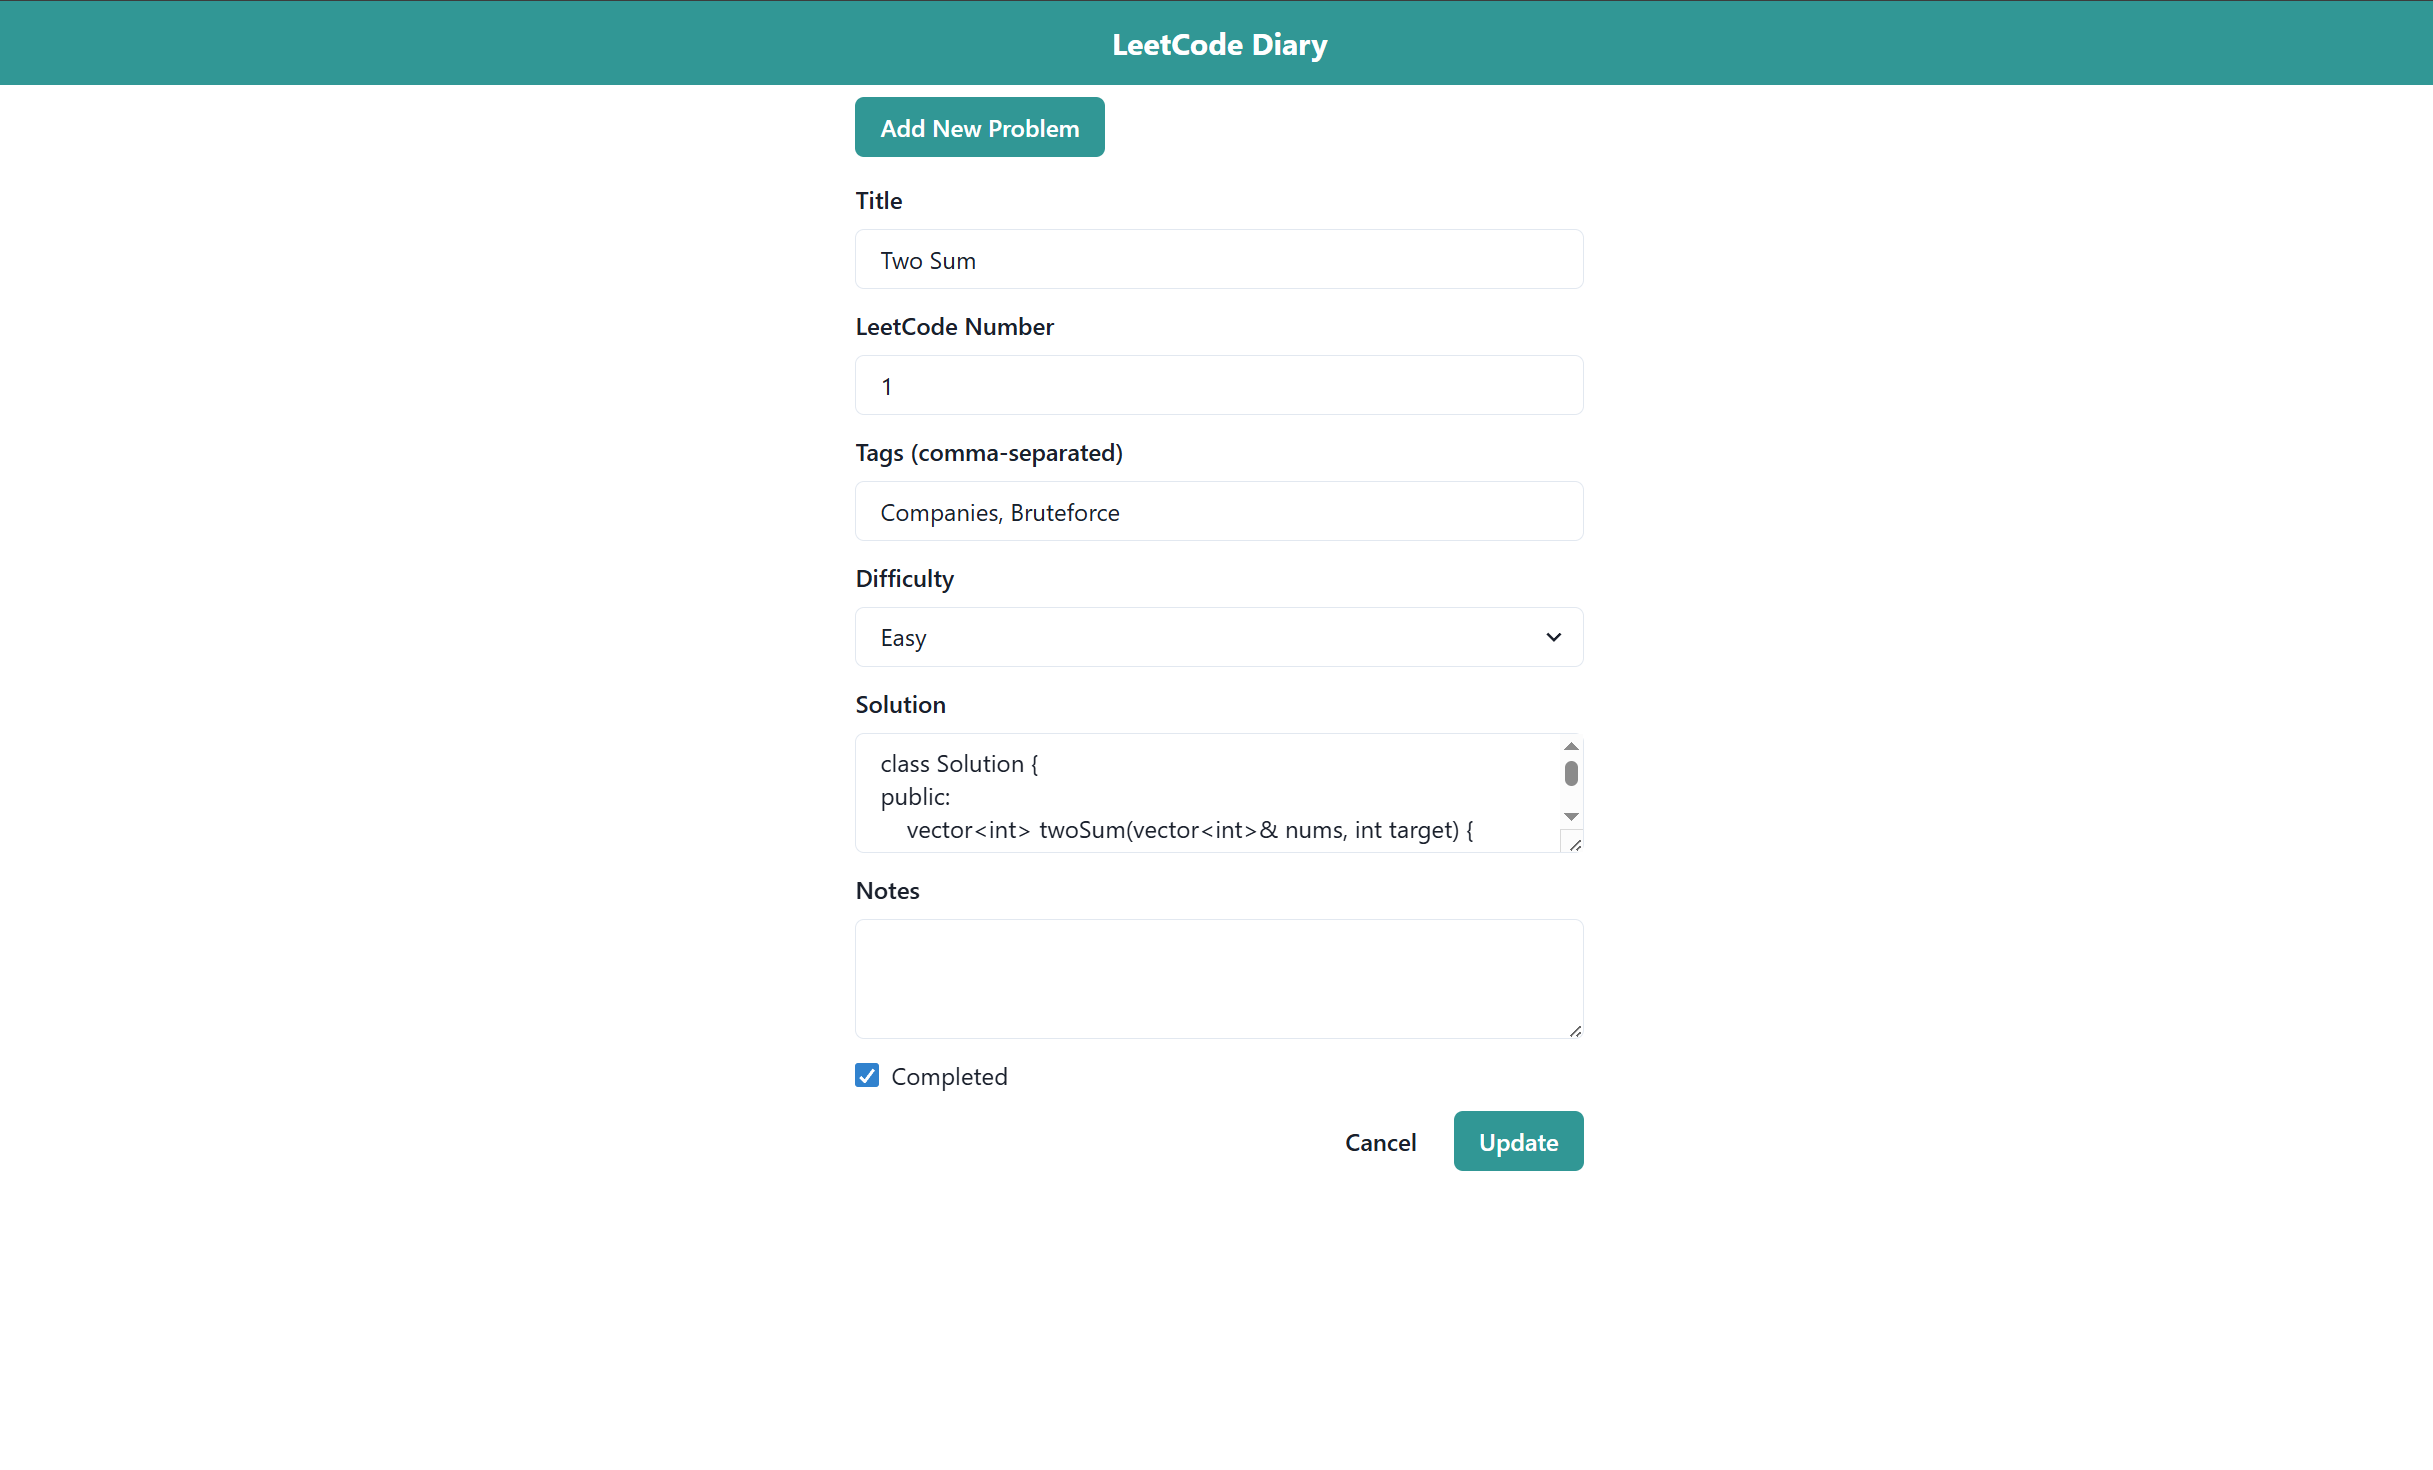 LeetCode Diary
Add New Problem
Title
Two Sum
LeetCode Number
1
Tags (comma-separated)
Companies, Bruteforce
Difficulty
Easy
Solution
class Solution {
public:
    vector<int> twoSum(vector<int>& nums, int target) {
Notes
Completed
Cancel
Update